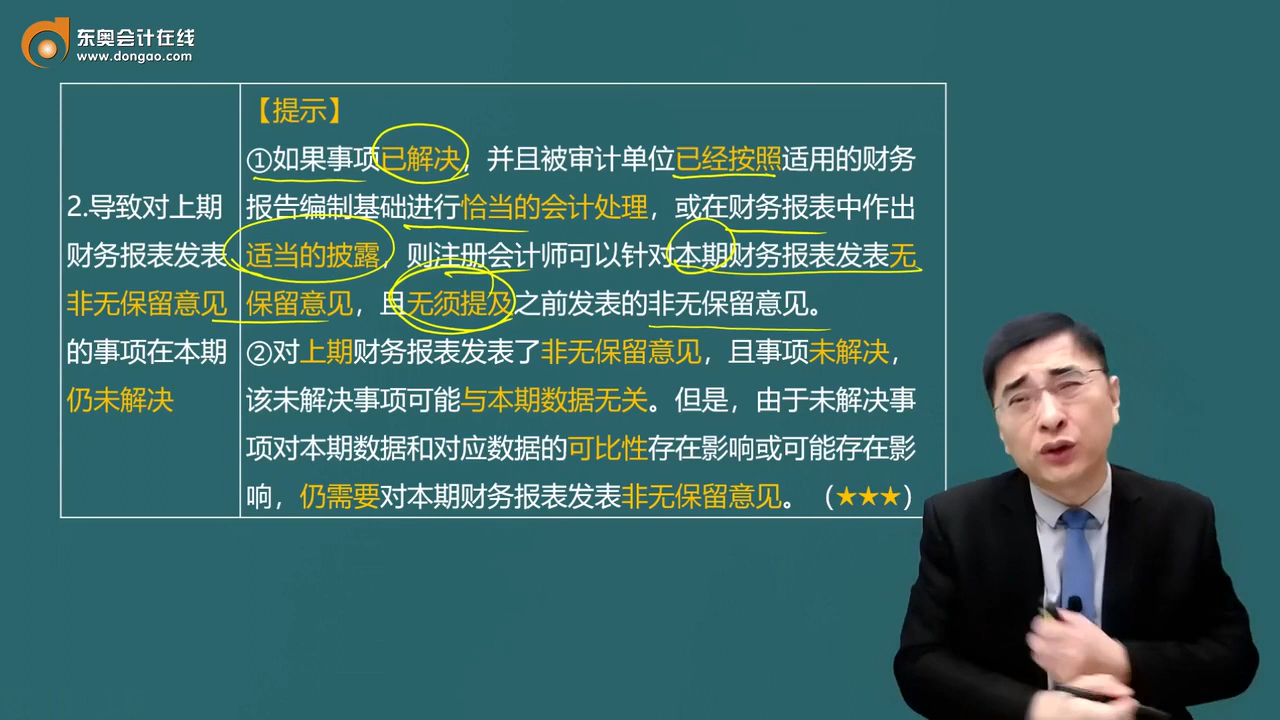 东奥会计在线
www.dongao.com
2.导致对上期
财务报表发表
非无保留意见
的事项在本期
仍未解决
【提示】
①如果事项已解决，并且被审计单位已经按照适用的财务
报告编制基础进行恰当的会计处理，或在财务报表中作出
适当的披露，则注册会计师可以针对本期财务报表发表无
保留意见，且无须提及之前发表的非无保留意见。
②对上期财务报表发表了非无保留意见，且事项未解决，
该未解决事项可能与本期数据无关。但是，由于未解决事
项对本期数据和对应数据的可比性存在影响或可能存在影
响，仍需要对本期财务报表发表非无保留意见。（★★★）